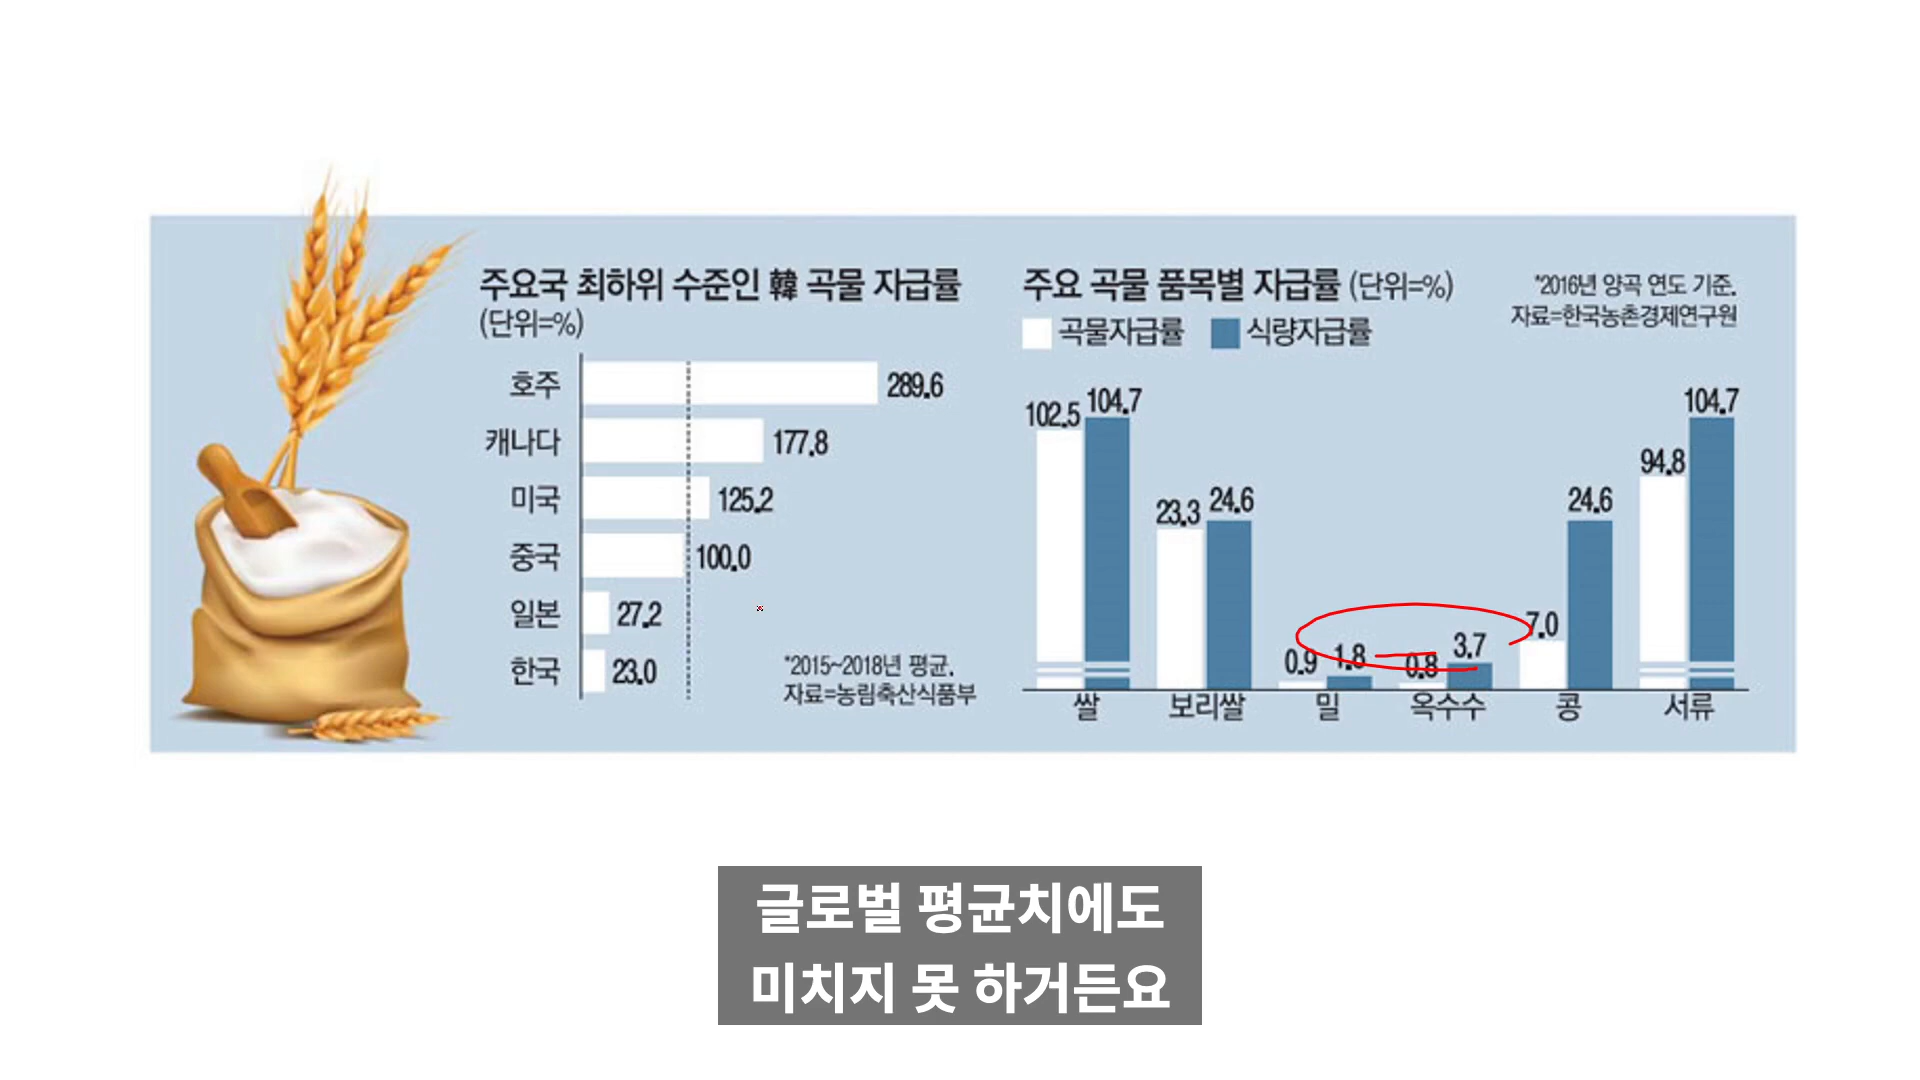 주요국 최하위 수준인 韓 곡물 자급률
(단위=%)
호주 289.6
캐나다 177.8
미국 125.2
중국 100.0
일본 27.2
한국 23.0
*2015~2018년 평균.
자료=농림축산식품부
주요 곡물 품목별 자급률 (단위=%)
*2016년 양곡 연도 기준.
자료=한국농촌경제연구원
곡물자급률 식량자급률
102.5 104.7
23.3 24.6
0.9 1.8
0.8 3.7
7.0 24.6
94.8 104.7
쌀 보리쌀 밀 옥수수 콩 서류
글로벌 평균치에도
미치지 못 하거든요